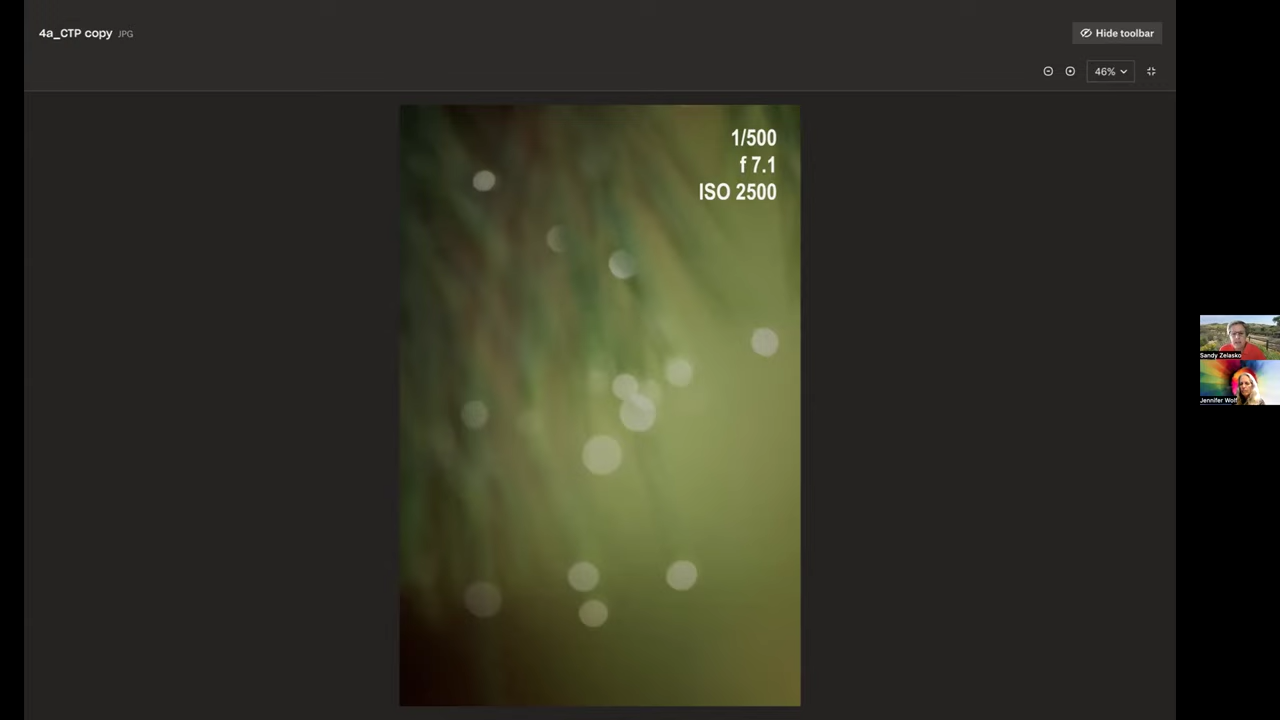 4a_CTP copy JPG
Hide toolbar
46%
1/500
f 7.1
ISO 2500
Sandy Zelasko
Jennifer Wolf